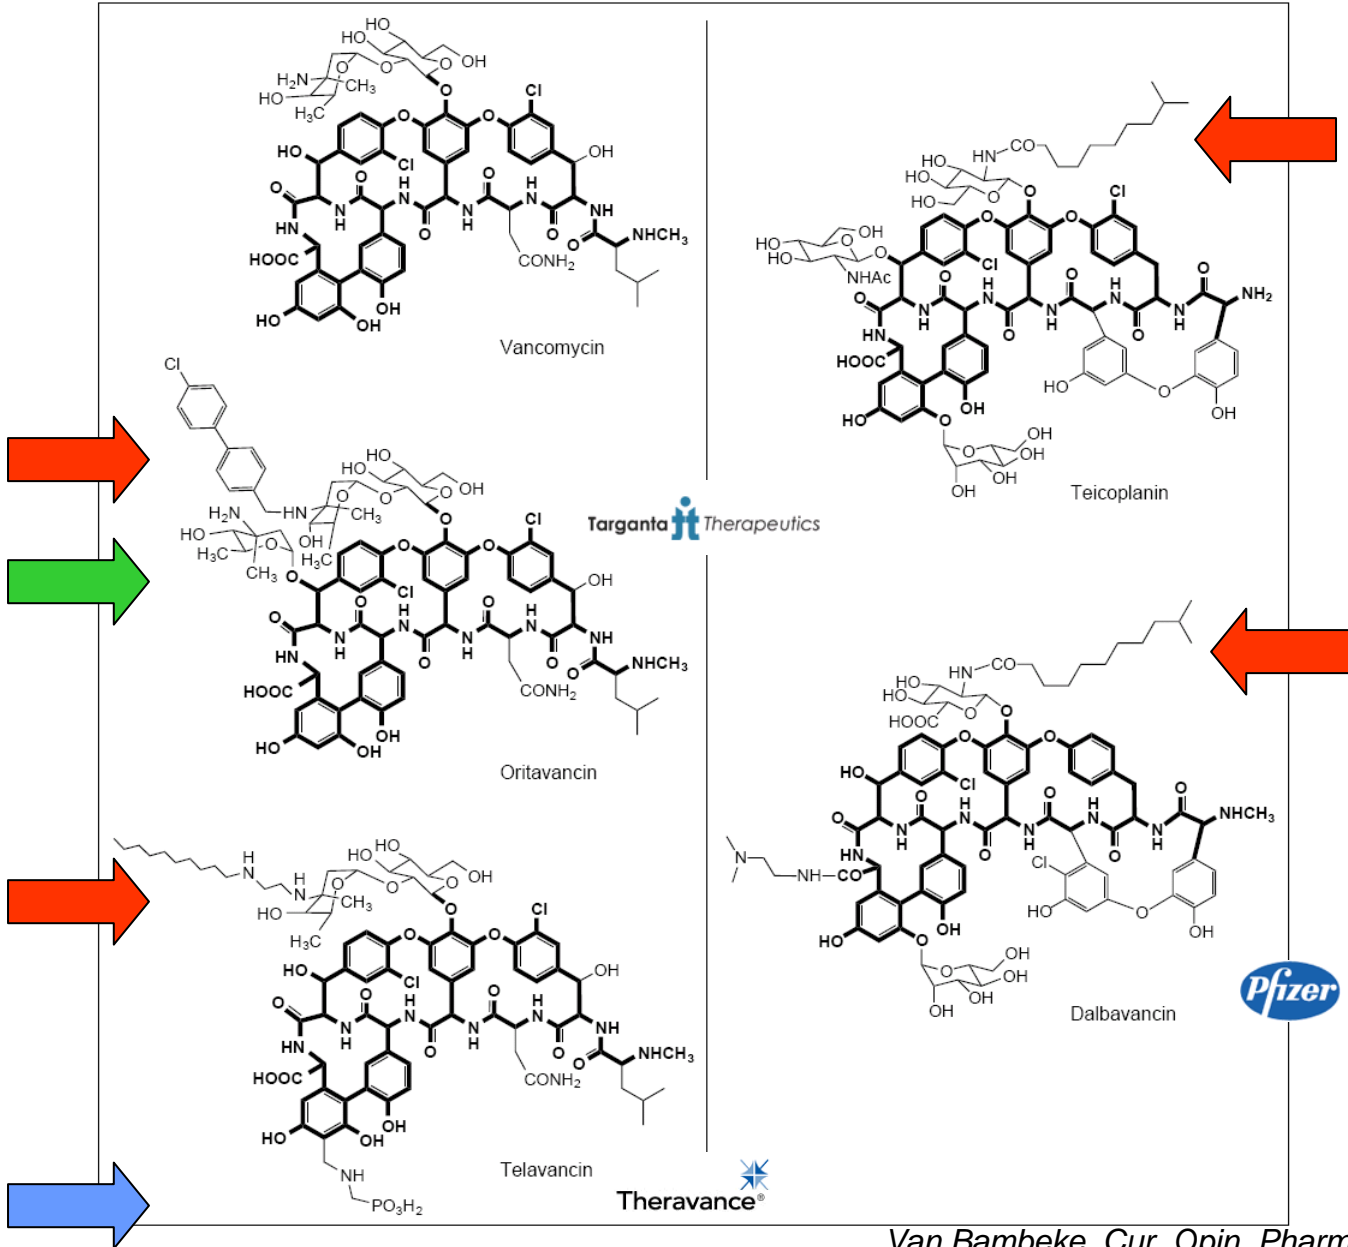 HO
HO
OH
O
O
O
H2N
CH3
HO
H3C
O
Cl
O
O
HO
Cl
OH
O
O
H
N
O
H
N
NH
N
H
O
N
H
O
HN
HOOC
O
NHCH3
CONH2
OH
HO
OH
Vancomycin
Cl
HO
HO
OH
O
O
O
HN
CH3
H2N
HO
OH
H3C
O
H3C
CH3
O
O
Cl
O
O
Cl
OH
O
O
H
N
O
H
N
NH
N
H
O
N
H
O
HN
HOOC
O
NHCH3
CONH2
OH
HO
OH
Oritavancin
H
N
H
N
HO
HO
OH
O
O
O
CH3
HO
H3C
O
Cl
O
O
HO
Cl
OH
O
O
H
N
O
H
N
NH
N
H
O
N
H
O
HN
HOOC
O
NHCH3
CONH2
OH
HO
OH
NH
PO3H2
Telavancin
Targanta Therapeutics
Theravance®
HN
CO
HO
HO
HO
O
O
OH
HO
HO
O
O
NHAc
Cl
O
O
Cl
O
O
H
N
O
H
N
O
NH2
N
H
O
N
H
O
N
H
HN
HOOC
HO
OH
O
HO
O
OH
O
OH
OH
OH
OH
Teicoplanin
HN
CO
HO
HO
HOOC
O
O
O
O
HO
Cl
O
O
H
N
O
H
N
O
NHCH3
N
H
O
N
H
O
N
H
HN
N
NH
CO
Cl
HO
O
OH
OH
HO
O
O
OH
OH
OH
OH
Dalbavancin
Pfizer
Van Bambeke, Cur. Opin. Pharm